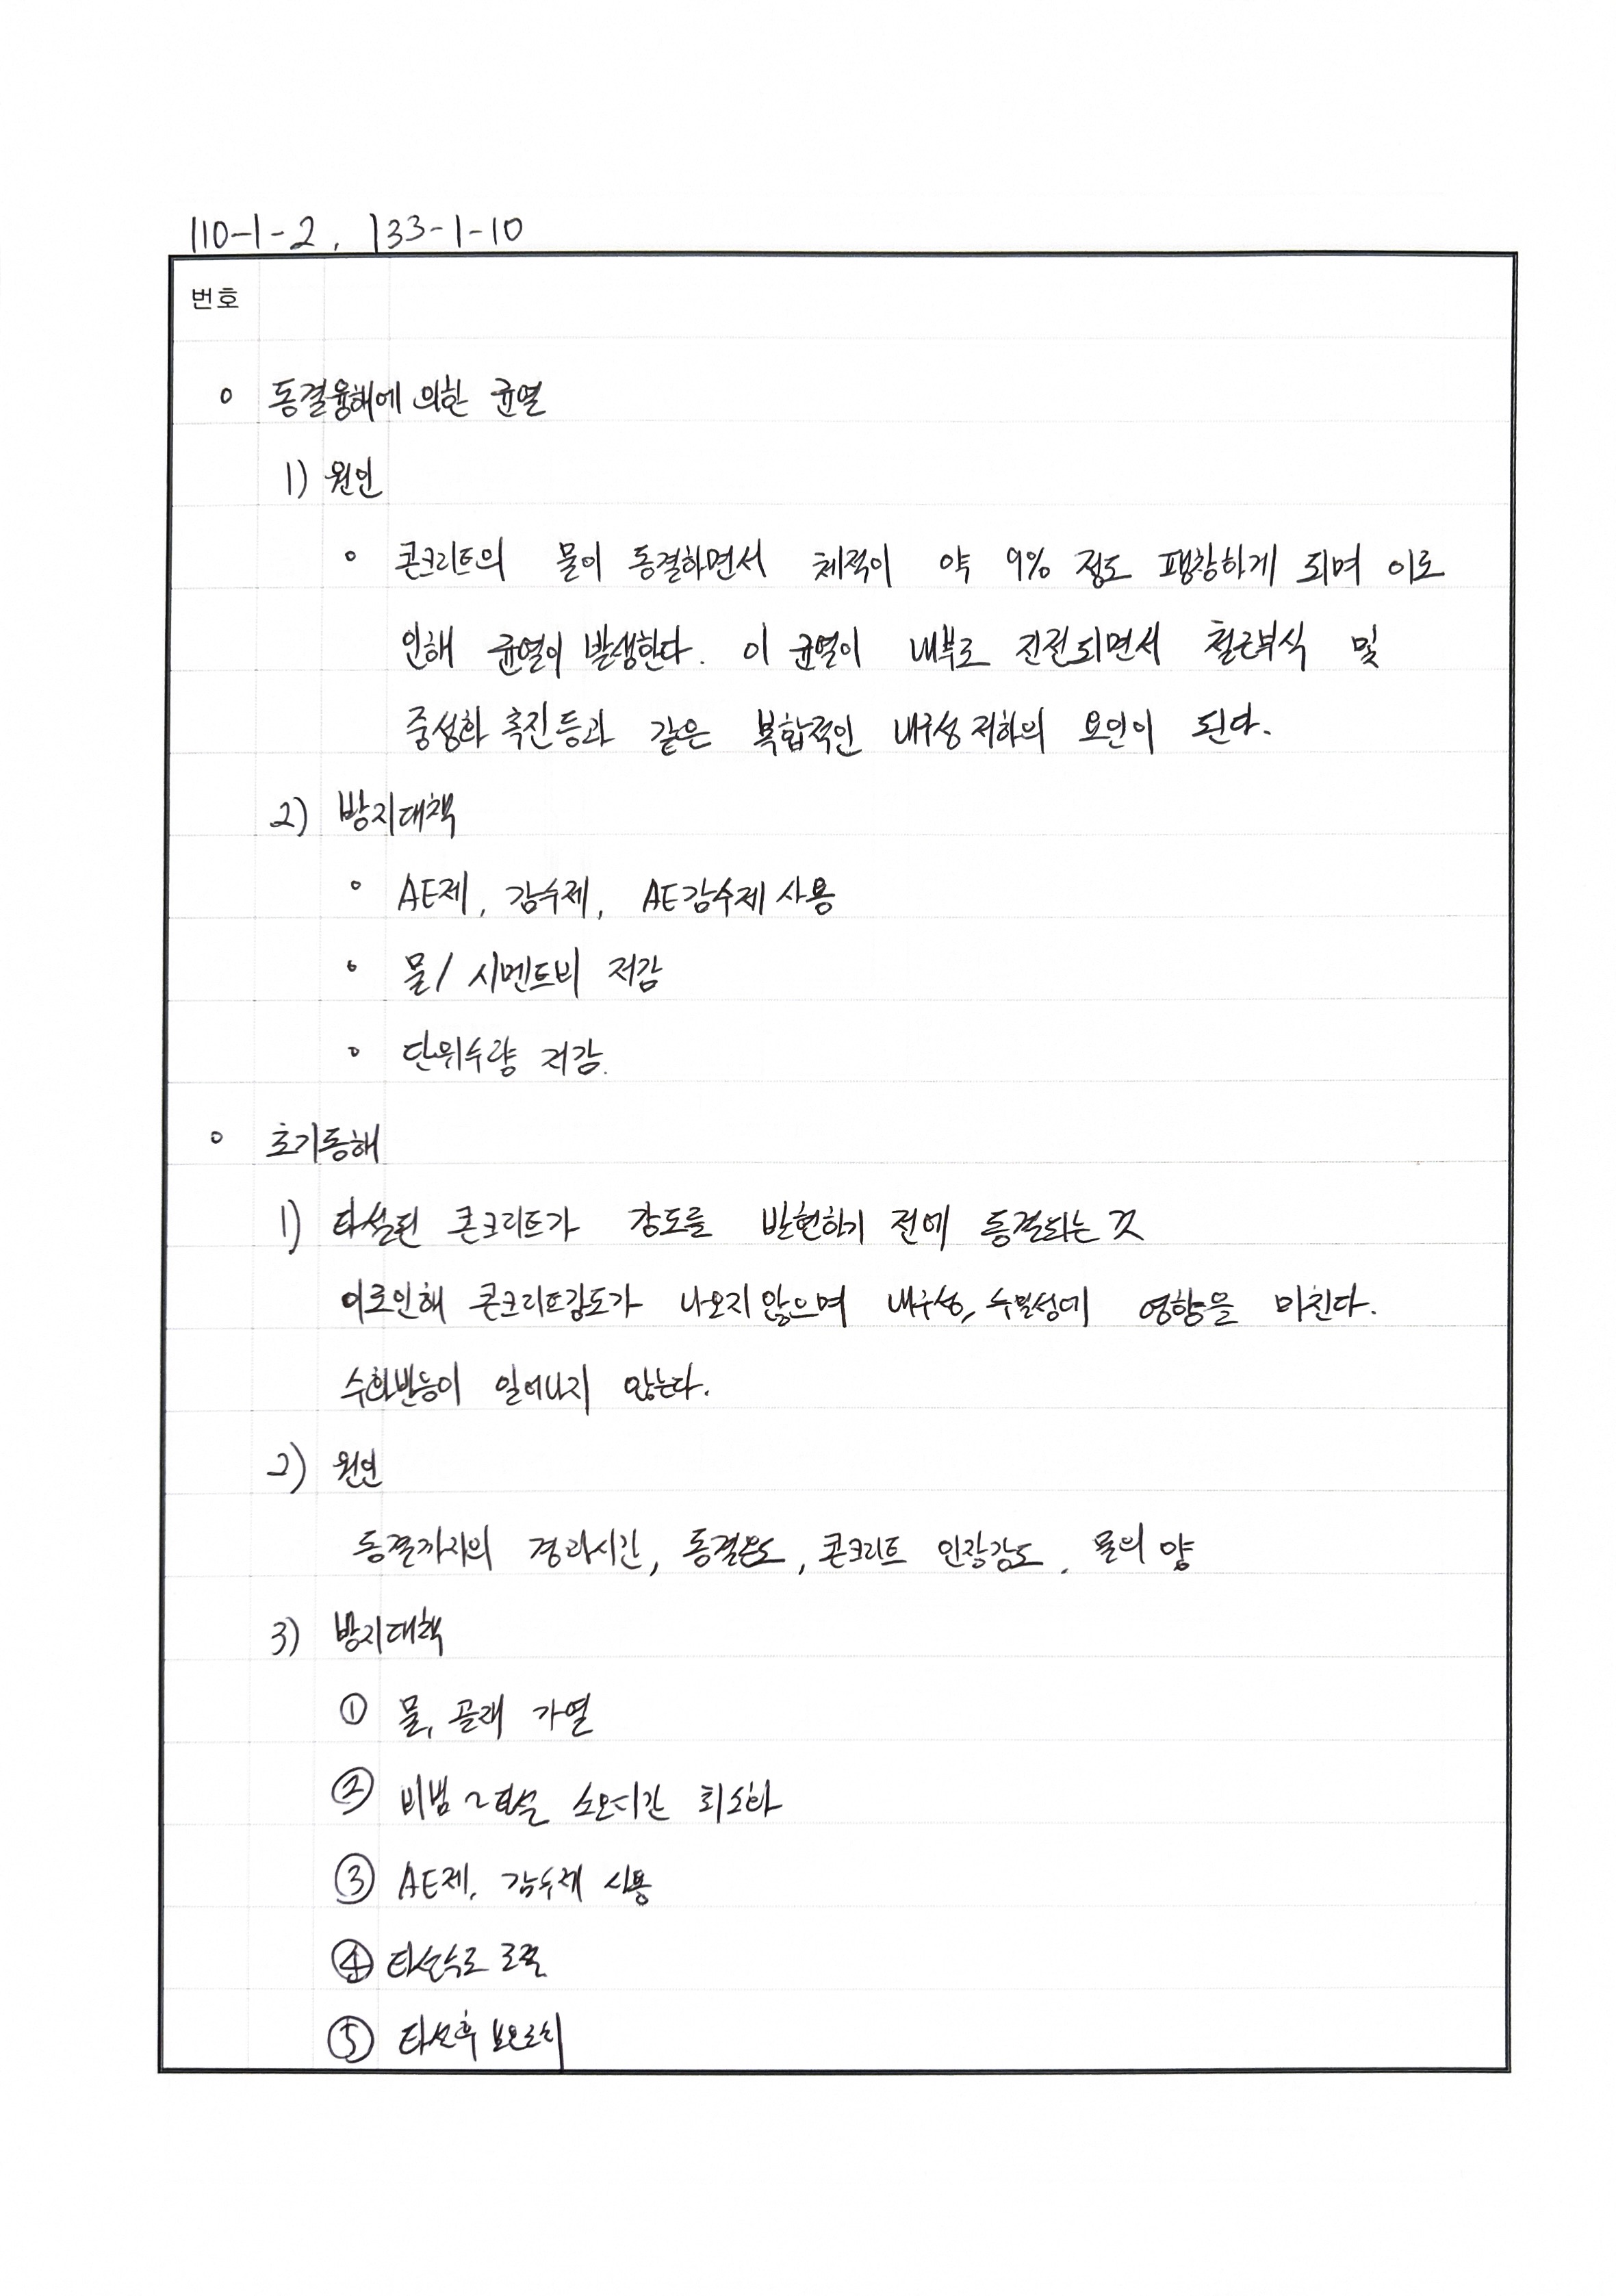 110-1-2, 133-1-10
번호
o 동결융해에 의한 균열
1) 원인
o 콘크리트의 물이 동결하면서 체적이 약 9% 정도 팽창하게 되며 이로
인해 균열이 발생한다. 이 균열이 내부로 진전되면서 철근부식 및
중성화 촉진등과 같은 복합적인 내구성 저하의 요인이 된다.
2) 방지대책
o AE제, 감수제, AE감수제 사용
o 물/시멘트비 저감
o 단위수량 저감.
o 초기동해
1) 타설된 콘크리트가 강도를 발현하기 전에 동결되는 것
이로인해 콘크리트강도가 나오지 않으며 내구성, 수밀성에 영향을 미친다.
수화반응이 일어나지 않는다.
2) 원인
동결까지의 경과시간, 동결온도, 콘크리트 인장강도, 물의 양
3) 방지대책
① 물, 골재 가열
② 비빔~타설 소요시간 최소화
③ AE제, 감수제 사용
④ 타설속도
⑤ 타설후 보온조치